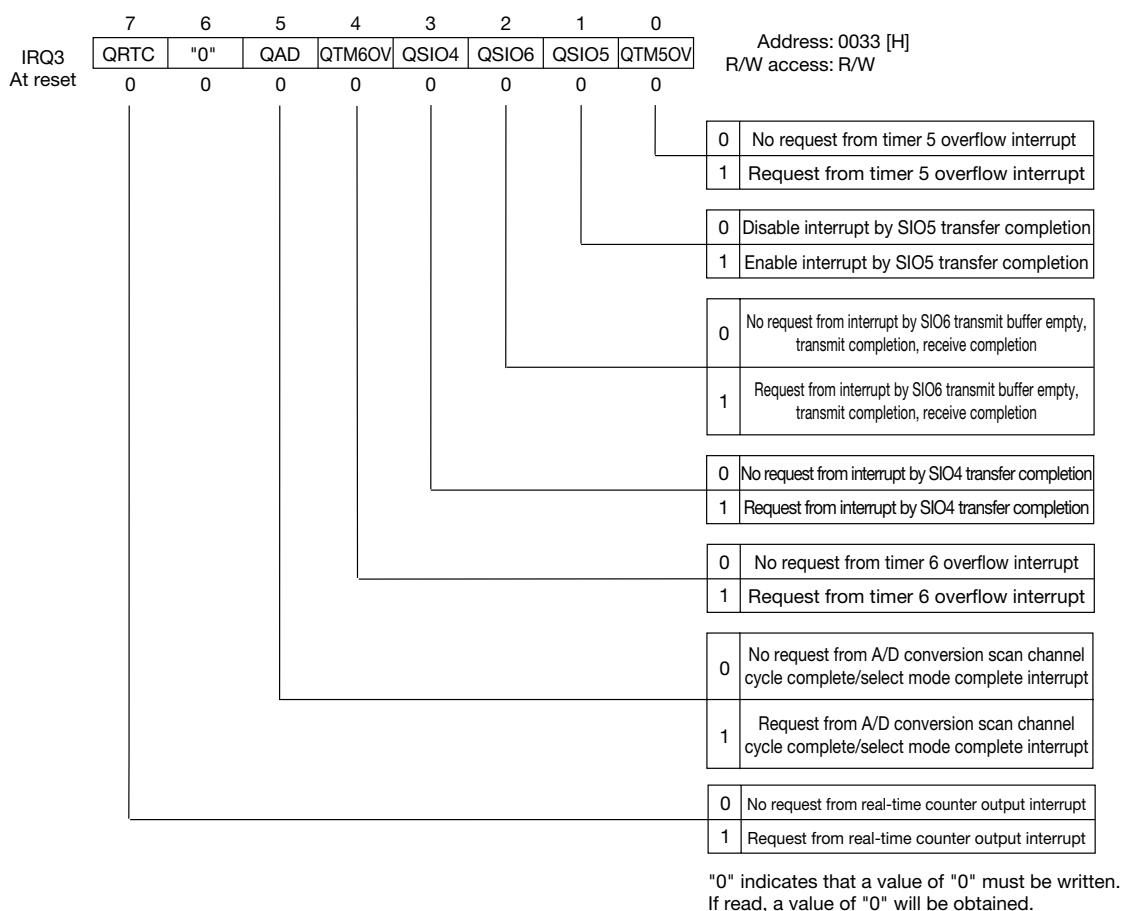 7 6 5 4 3 2 1 0
IRQ3 QRTC "0" QAD QTM6OV QSIO4 QSIO6 QSIO5 QTM5OV
At reset 0 0 0 0 0 0 0 0
Address: 0033 [H]
R/W access: R/W
0 No request from timer 5 overflow interrupt
1 Request from timer 5 overflow interrupt
0 Disable interrupt by SIO5 transfer completion
1 Enable interrupt by SIO5 transfer completion
0 No request from interrupt by SIO6 transmit buffer empty,
transmit completion, receive completion
1 Request from interrupt by SIO6 transmit buffer empty,
transmit completion, receive completion
0 No request from interrupt by SIO4 transfer completion
1 Request from interrupt by SIO4 transfer completion
0 No request from timer 6 overflow interrupt
1 Request from timer 6 overflow interrupt
0 No request from A/D conversion scan channel
cycle complete/select mode complete interrupt
1 Request from A/D conversion scan channel
cycle complete/select mode complete interrupt
0 No request from real-time counter output interrupt
1 Request from real-time counter output interrupt
"0" indicates that a value of "0" must be written.
If read, a value of "0" will be obtained.